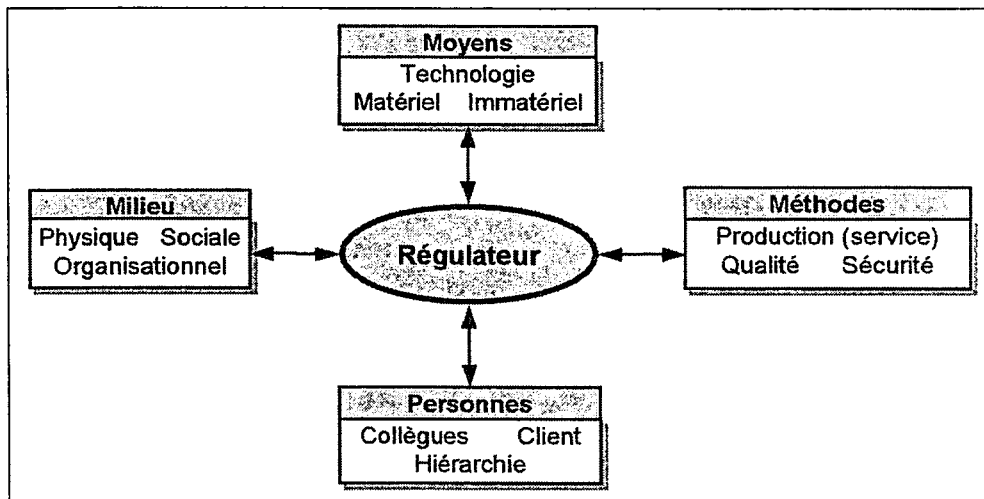 Moyens
Technologie
Matériel Immatériel
Milieu
Physique Sociale
Organisationnel
Régulateur
Méthodes
Production (service)
Qualité Sécurité
Personnes
Collègues Client
Hiérarchie